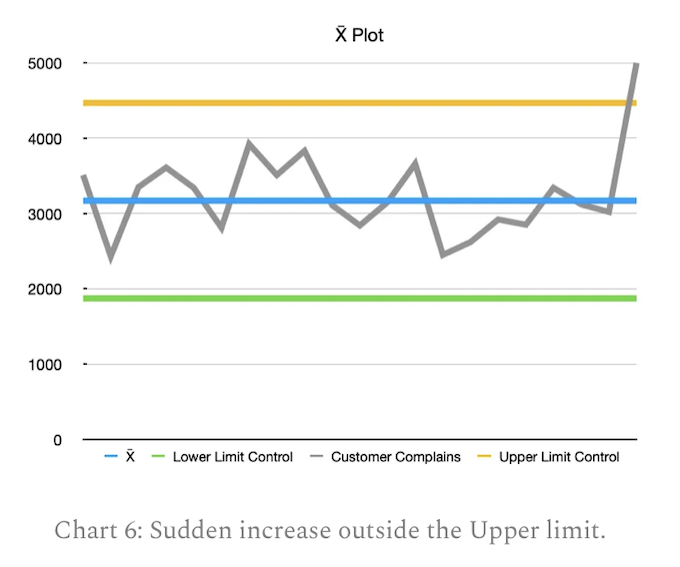 X̄ Plot
5000
4000
3000
2000
1000
0
X̄ Lower Limit Control Customer Complains Upper Limit Control
Chart 6: Sudden increase outside the Upper limit.